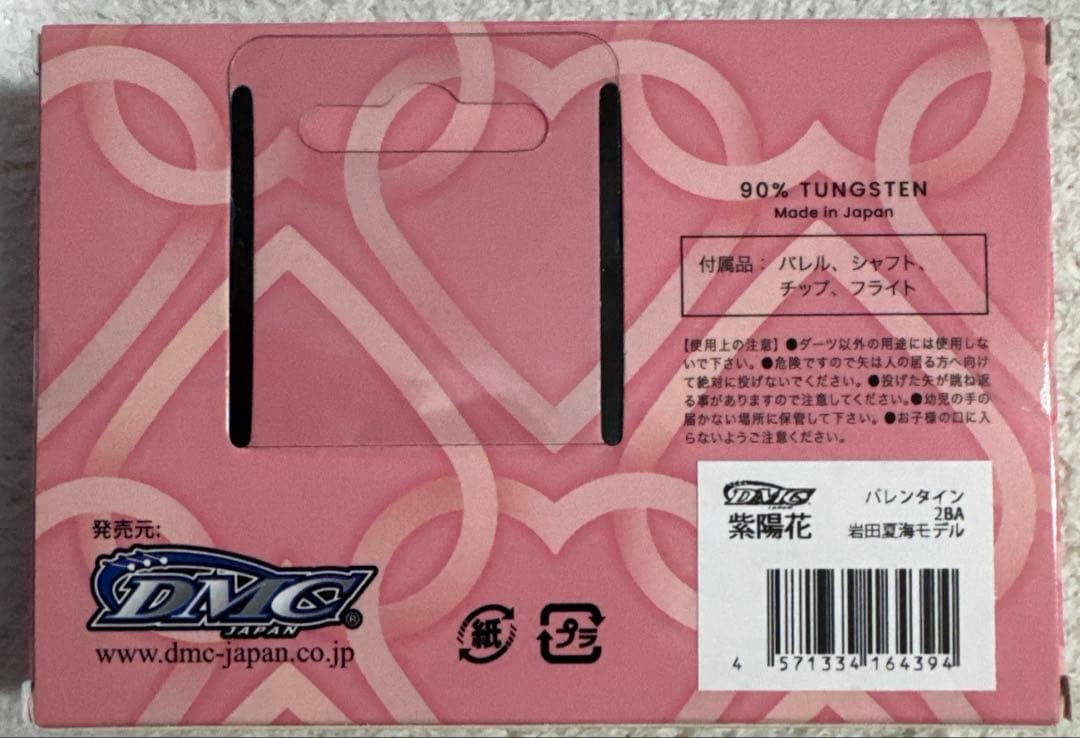 90% TUNGSTEN
Made in Japan
付属品： バレル、シャフト、
チップ、フライト
【使用上の注意】●ダーツ以外の用途には使用しな
いで下さい。●危険ですので矢は人の居る方へ向け
て絶対に投げないでください。●投げた矢が跳ね返
る事がありますので注意してください。●幼児の手の
届かない場所に保管して下さい。●お子様の口に入
らないようご注意ください。
DMC
JAPAN
紫陽花
バレンタイン
2BA
岩田夏海モデル
4 571334 164394
発売元:
DMC®
JAPAN
www.dmc-japan.co.jp
紙
プラ